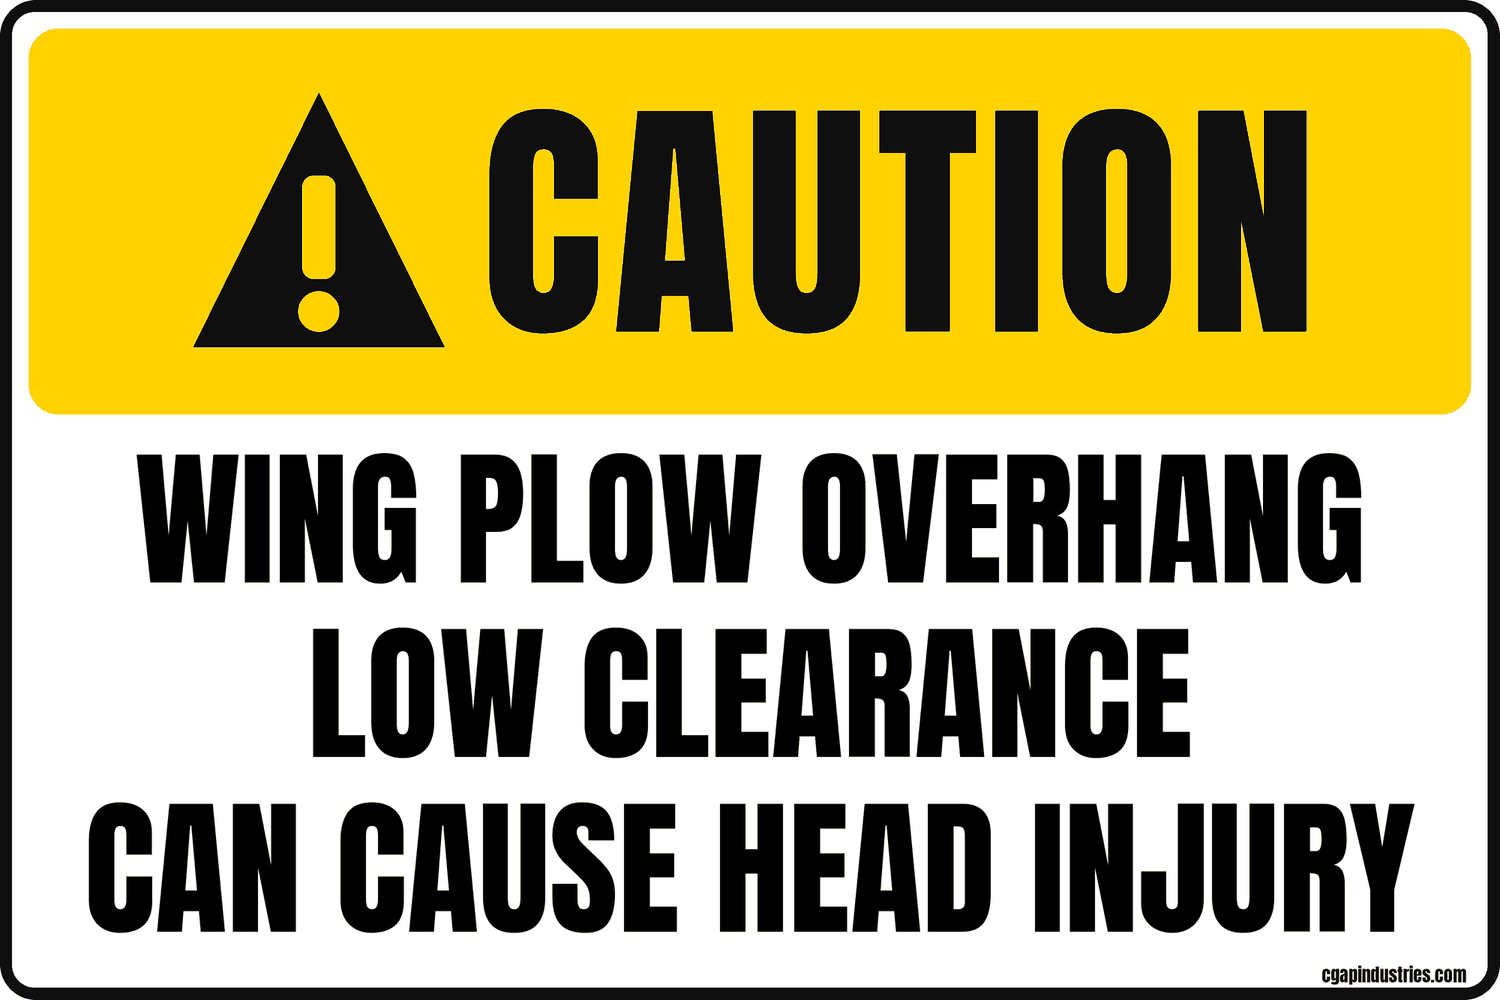 CAUTION
WING PLOW OVERHANG
LOW CLEARANCE
CAN CAUSE HEAD INJURY
cgapindustries.com